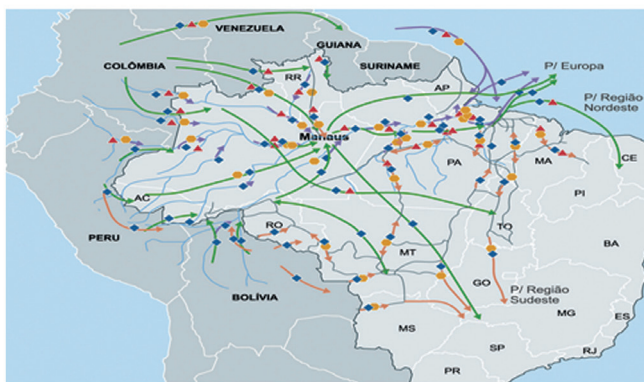 VENEZUELA
GUIANA
COLÔMBIA
SURINAME
P/ Europa
RR
AP
P/ Região
Nordeste
Manaus
PA
MA
CE
AC
PI
TO
PERU
RO
BA
MT
GO
P/ Região
Sudeste
BOLÍVIA
MG
ES
MS
SP
RJ
PR